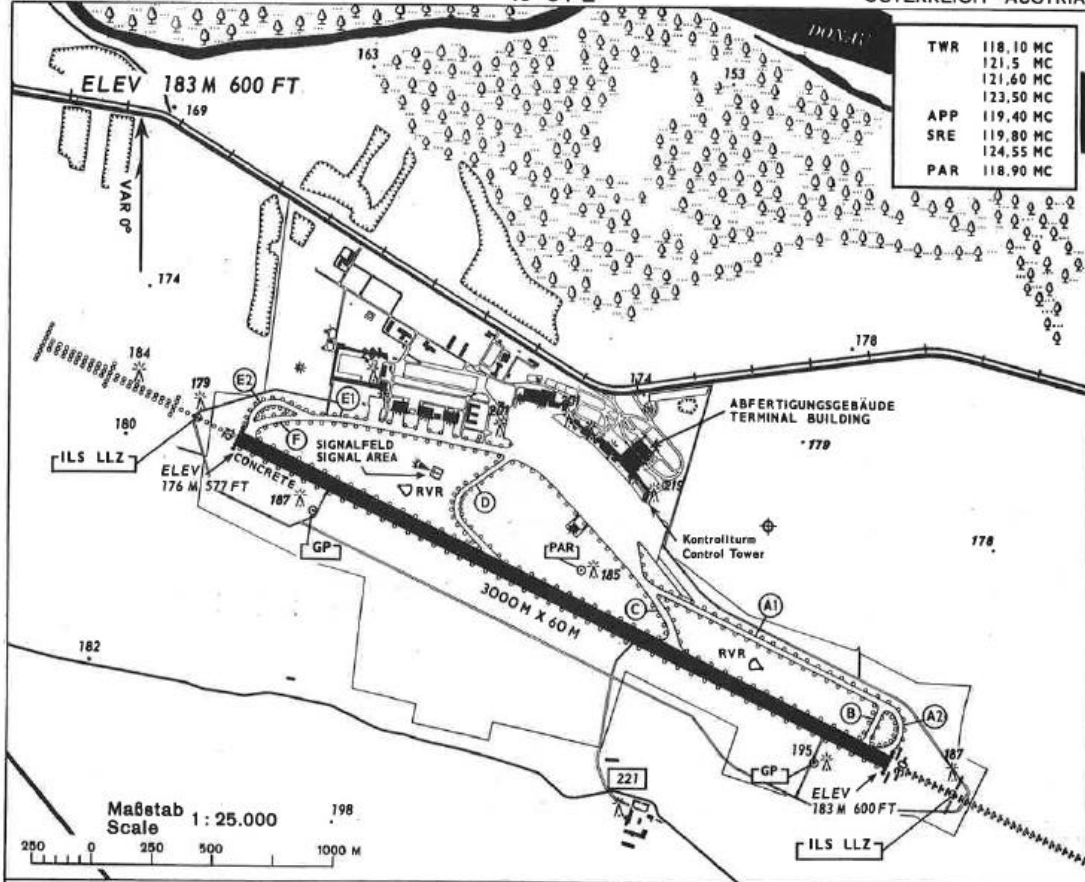 ÖSTERREICH - AUSTRIA
DONAU
TWR 118,10 MC
121,5 MC
121,60 MC
123,50 MC
APP 119,40 MC
SRE 119,80 MC
124,55 MC
PAR 118,90 MC
163
153
ELEV 183 M 600 FT
169
VAR 0°
174
184
179
180
178
174
E2
E1
F
E
201
ABFERTIGUNGSGEBÄUDE
TERMINAL BUILDING
179
ILS LLZ
ELEV
176 M 577 FT
CONCRETE
SIGNALFELD
SIGNAL AREA
187
RVR
GP
D
219
Kontrollturm
Control Tower
178
PAR
185
3000 M X 60 M
C
A1
RVR
182
B
A2
195
187
GP
ELEV
183 M 600 FT
221
ILS LLZ
Maßstab
Scale 1 : 25.000
198
250 0 250 500 1000 M